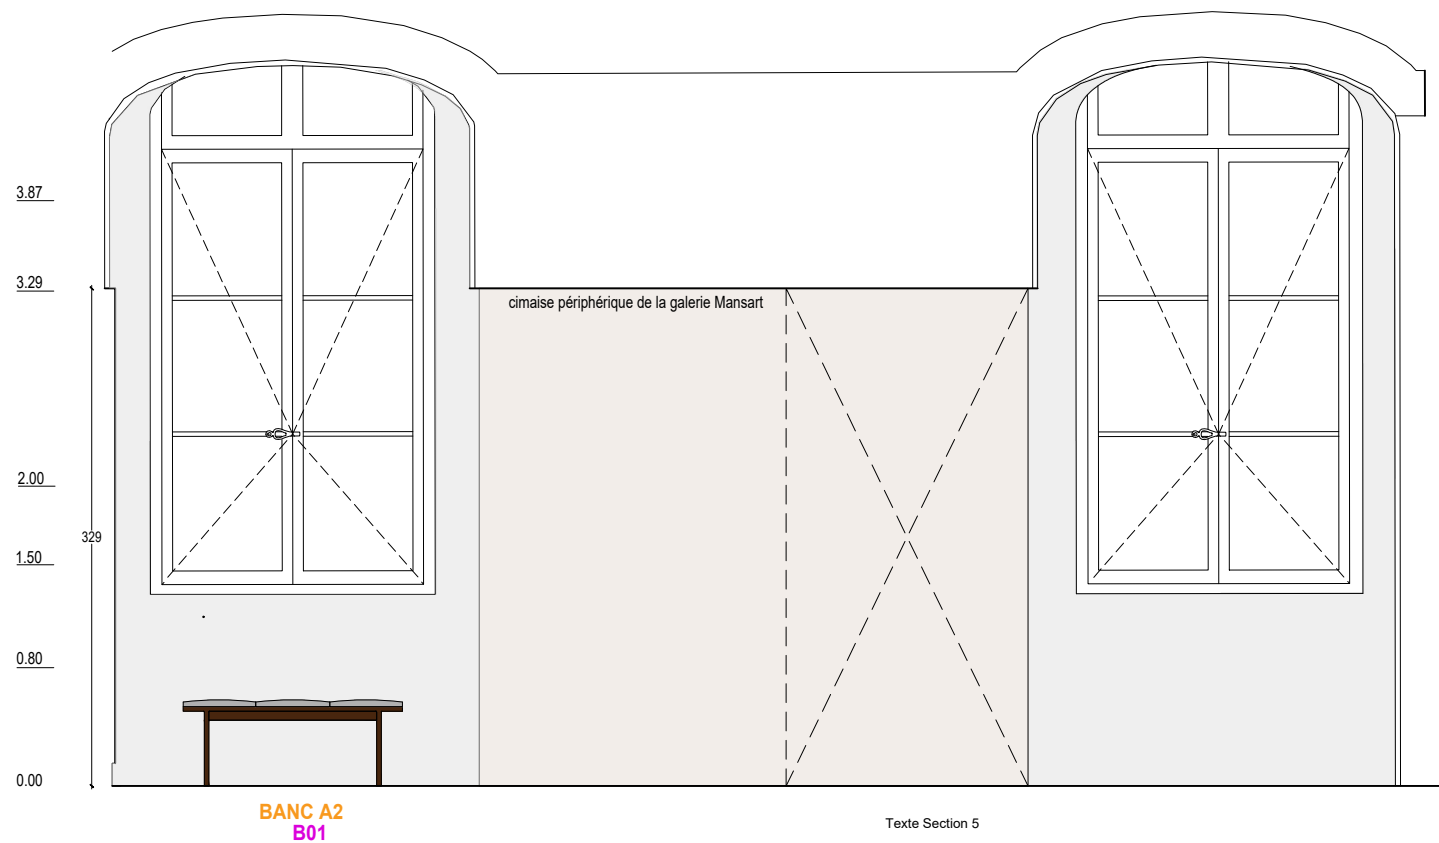 3.87
3.29
cimaise périphérique de la galerie Mansart
2.00
329
1.50
0.80
0.00
BANC A2
B01
Texte Section 5